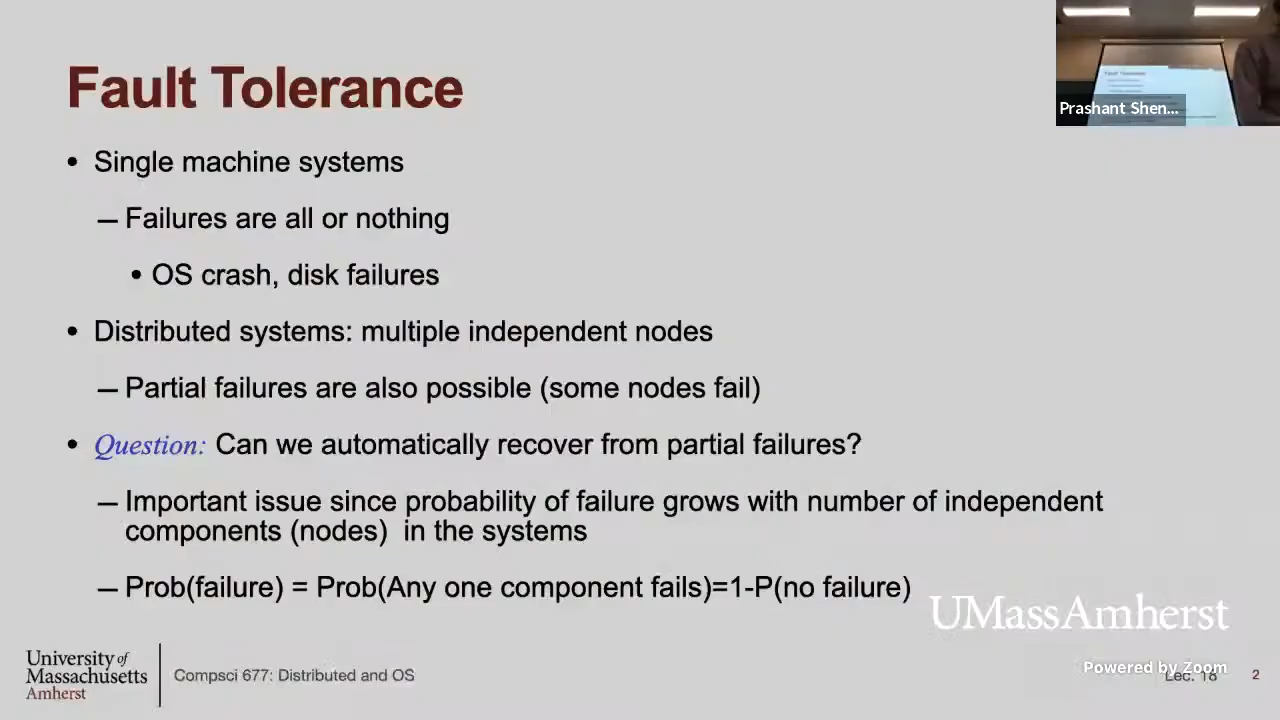 Fault Tolerance
Prashant Shen...
• Single machine systems
– Failures are all or nothing
• OS crash, disk failures
• Distributed systems: multiple independent nodes
– Partial failures are also possible (some nodes fail)
• Question: Can we automatically recover from partial failures?
– Important issue since probability of failure grows with number of independent
components (nodes) in the systems
– Prob(failure) = Prob(Any one component fails)=1-P(no failure)
UMassAmherst
University of
Massachusetts
Amherst
Compsci 677: Distributed and OS
Powered by Zoom
Lec. 18
2